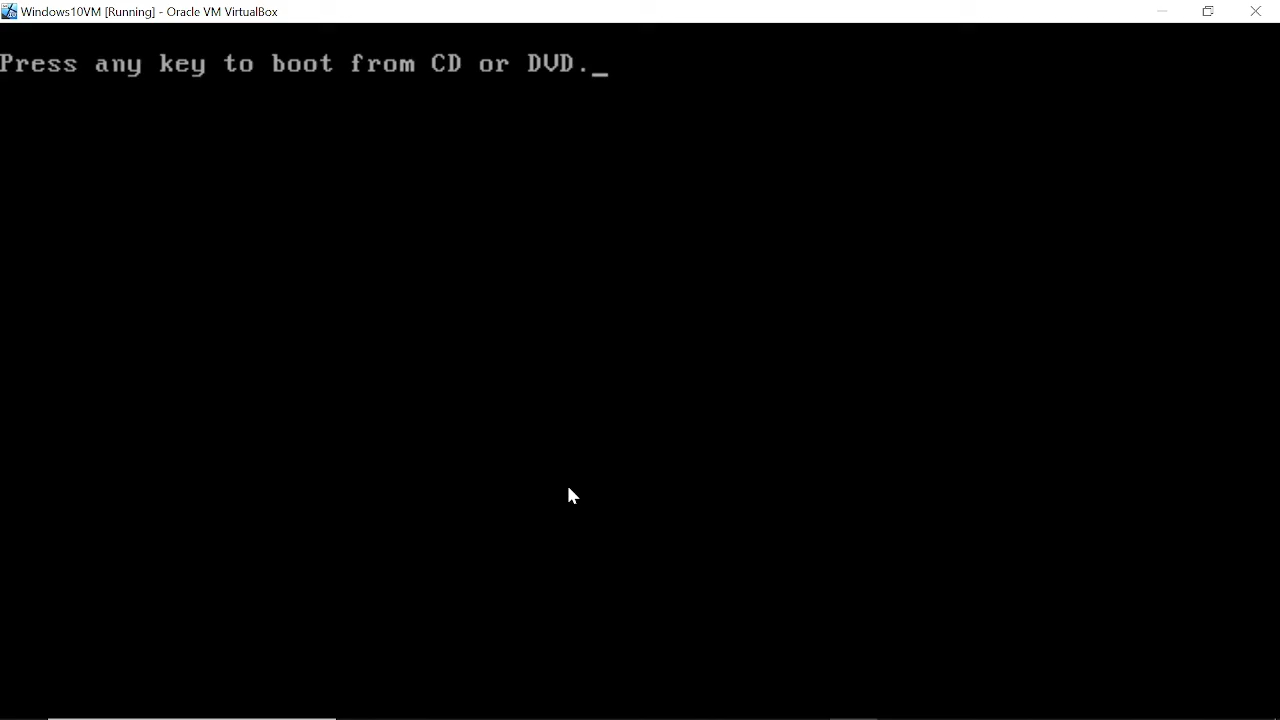 Windows10VM [Running] - Oracle VM VirtualBox
Press any key to boot from CD or DVD._